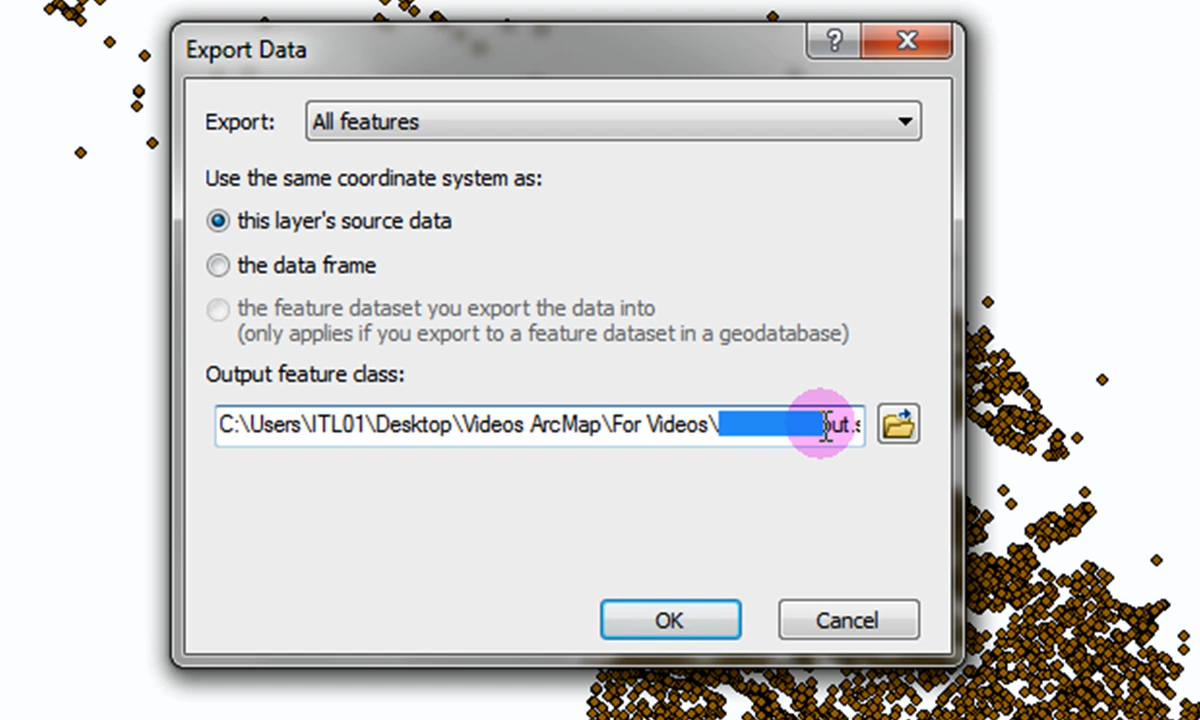 Export Data
?
Export: All features
Use the same coordinate system as:
this layer's source data
the data frame
the feature dataset you export the data into
(only applies if you export to a feature dataset in a geodatabase)
Output feature class:
C:\Users\ITL01\Desktop\Videos ArcMap\For Videos\ out.s
OK Cancel